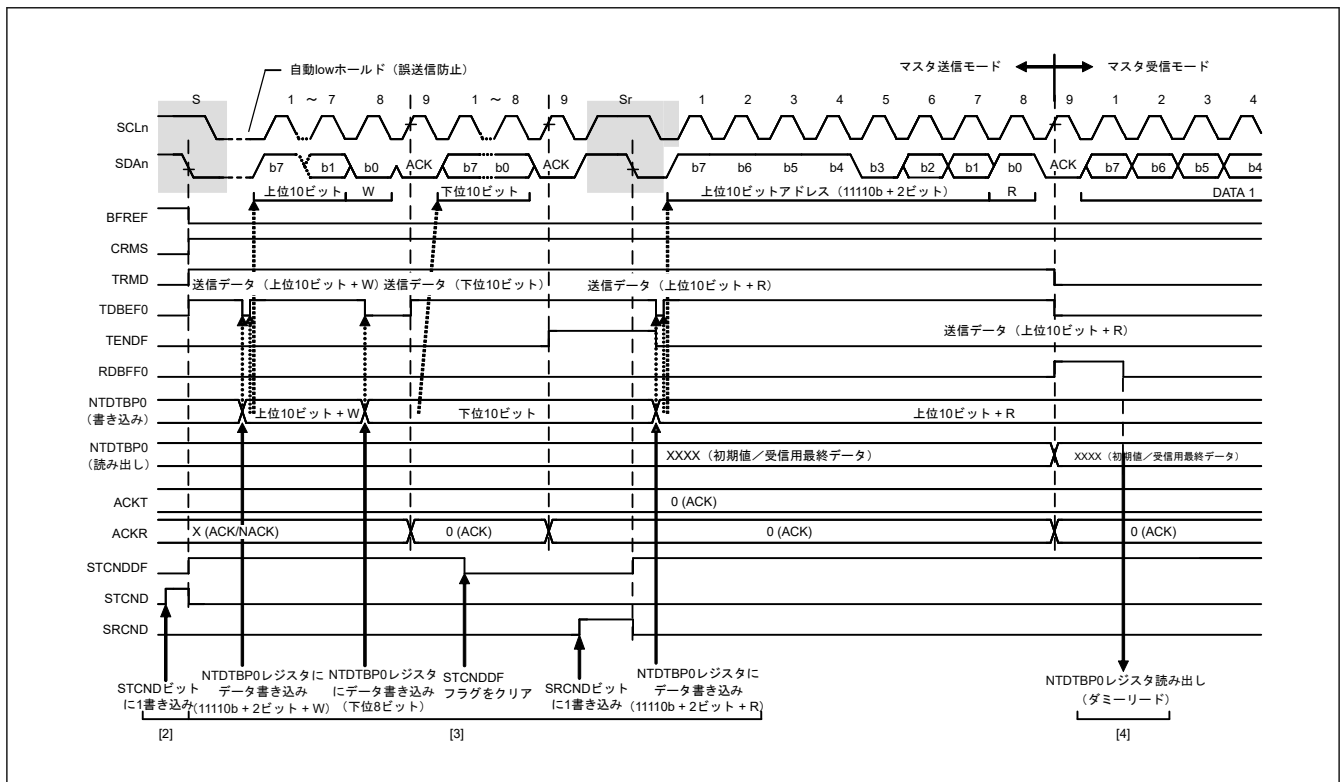 自動lowホールド（誤送信防止）
マスタ送信モード
マスタ受信モード
S 1 ～ 7 8 9 1 ～ 8 9 Sr 1 2 3 4 5 6 7 8 9 1 2 3 4
SCLn
SDAn
b7 b1 b0 ACK b7 b0 ACK b7 b6 b5 b4 b3 b2 b1 b0 ACK b7 b6 b5 b4
上位10ビット W 下位10ビット 上位10ビットアドレス（11110b + 2ビット） R DATA 1
BFREF
CRMS
TRMD
送信データ（上位10ビット + W） 送信データ（下位10ビット） 送信データ（上位10ビット + R）
TDBEF0
TENDF
送信データ（上位10ビット + R）
RDBFF0
NTDTBP0
（書き込み）
上位10ビット + W 下位10ビット 上位10ビット + R
NTDTBP0
（読み出し）
XXXX（初期値／受信用最終データ） XXXX（初期値／受信用最終データ）
ACKT
0 (ACK)
ACKR
X (ACK/NACK) 0 (ACK) 0 (ACK) 0 (ACK)
STCNDDF
STCND
SRCND
STCNDビット
に1書き込み
NTDTBP0レジスタに
データ書き込み
（11110b + 2ビット + W）
NTDTBP0レジスタ
にデータ書き込み
（下位8ビット）
STCNDDF
フラグをクリア
SRCNDビット
に1書き込み
NTDTBP0レジスタに
データ書き込み
（11110b + 2ビット + R）
NTDTBP0レジスタ読み出し
（ダミーリード）
[2] [3] [4]